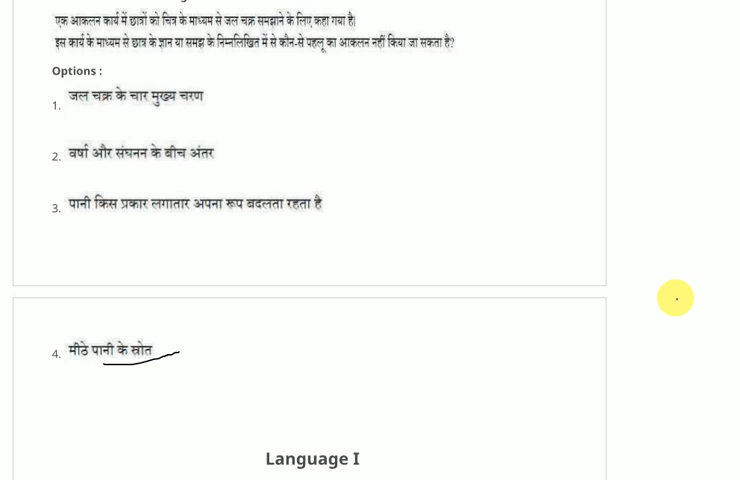 एक आकलन कार्य में छात्रों को चित्र के माध्यम से जल चक्र समझाने के लिए कहा गया है|
इस कार्य के माध्यम से छात्र के ज्ञान या समझ के निम्नलिखित में से कौन-से पहलू का आकलन नहीं किया जा सकता है?
Options :
1. जल चक्र के चार मुख्य चरण
2. वर्षा और संघनन के बीच अंतर
3. पानी किस प्रकार लगातार अपना रूप बदलता रहता है
4. मीठे पानी के स्रोत
Language I